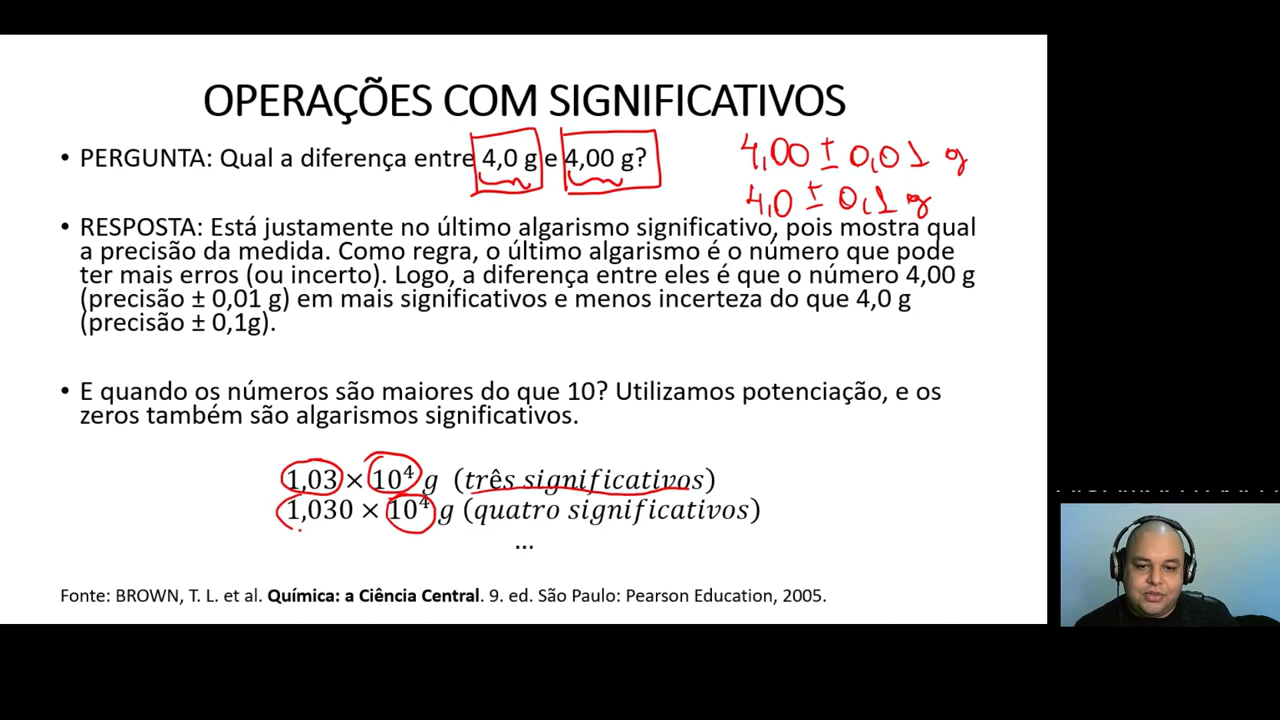 OPERAÇÕES COM SIGNIFICATIVOS
• PERGUNTA: Qual a diferença entre 4,0 g e 4,00 g?
4,00 ± 0,01 g
4,0 ± 0,1 g
• RESPOSTA: Está justamente no último algarismo significativo, pois mostra qual
a precisão da medida. Como regra, o último algarismo é o número que pode
ter mais erros (ou incerto). Logo, a diferença entre eles é que o número 4,00 g
(precisão ± 0,01 g) em mais significativos e menos incerteza do que 4,0 g
(precisão ± 0,1g).
• E quando os números são maiores do que 10? Utilizamos potenciação, e os
zeros também são algarismos significativos.
1,03 × 10⁴ g (três significativos)
1,030 × 10⁴ g (quatro significativos)
...
Fonte: BROWN, T. L. et al. Química: a Ciência Central. 9. ed. São Paulo: Pearson Education, 2005.